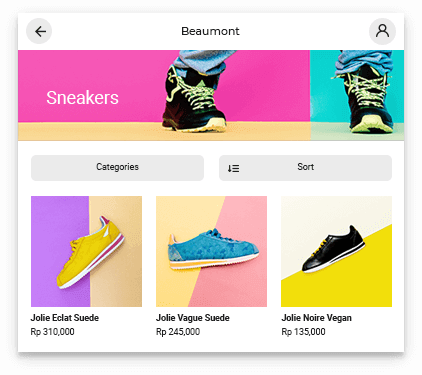 Beaumont
Sneakers
Categories
Sort
Jolie Eclat Suede
Jolie Vague Suede
Jolie Noire Vegan
Rp 310,000
Rp 245,000
Rp 135,000